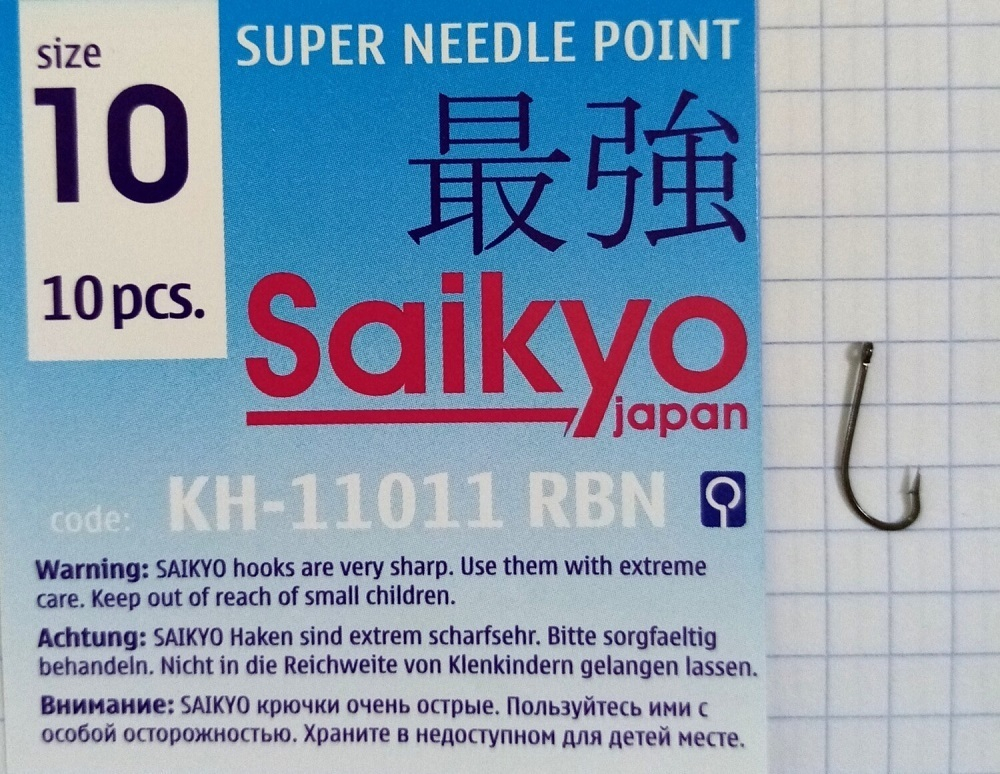 size
10
10 pcs.
SUPER NEEDLE POINT
最強
Saikyo
japan
code: KH-11011 RBN
Warning: SAIKYO hooks are very sharp. Use them with extreme
care. Keep out of reach of small children.
Achtung: SAIKYO Haken sind extrem scharfsehr. Bitte sorgfaeltig
behandeln. Nicht in die Reichweite von Klenkindern gelangen lassen.
Внимание: SAIKYO крючки очень острые. Пользуйтесь ими с
особой осторожностью. Храните в недоступном для детей месте.